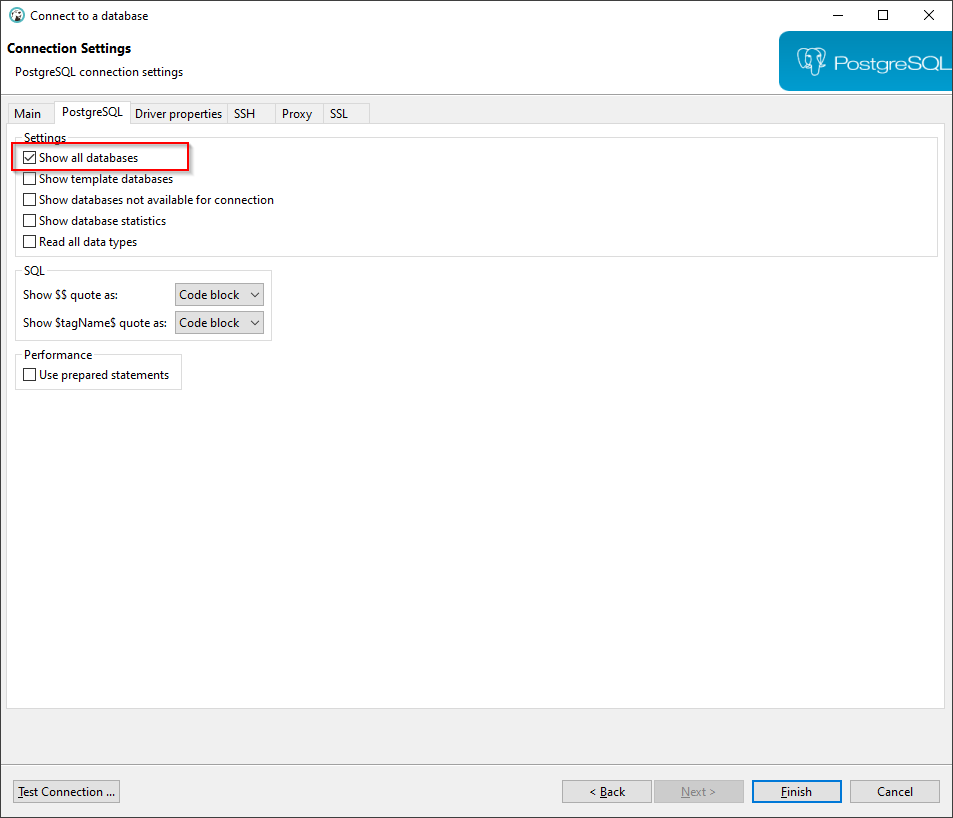 Connect to a database
Connection Settings
PostgreSQL connection settings
PostgreSQL
Main PostgreSQL Driver properties SSH Proxy SSL
Settings
Show all databases
Show template databases
Show databases not available for connection
Show database statistics
Read all data types
SQL
Show $$ quote as: Code block
Show $tagName$ quote as: Code block
Performance
Use prepared statements
Test Connection ... < Back Next > Finish Cancel